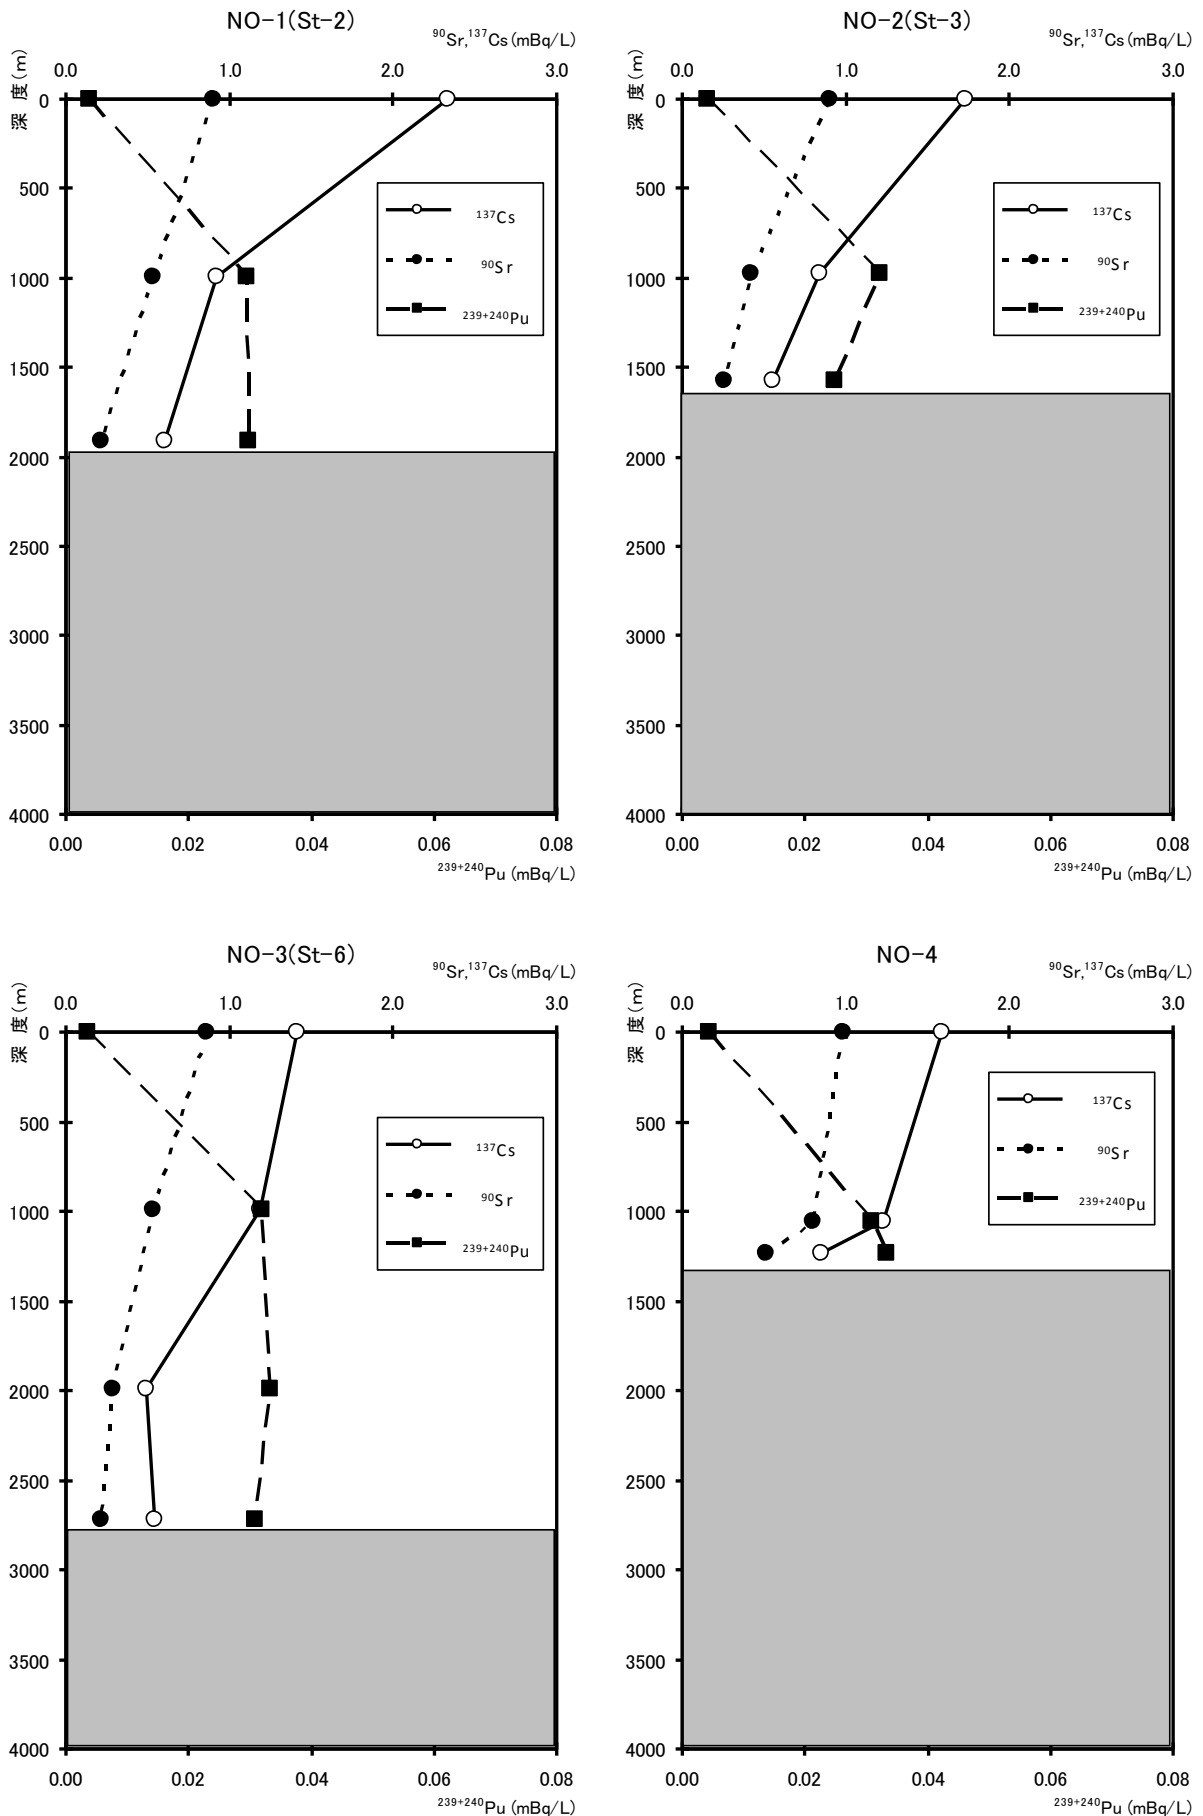 NO-1(St-2)
⁹⁰Sr,¹³⁷Cs(mBq/L)
0.0 1.0 2.0 3.0
深 度(m)
0
500
1000
1500
2000
2500
3000
3500
4000
¹³⁷Cs
⁹⁰Sr
²³⁹⁺²⁴⁰Pu
0.00 0.02 0.04 0.06 0.08
²³⁹⁺²⁴⁰Pu (mBq/L)
NO-2(St-3)
⁹⁰Sr,¹³⁷Cs(mBq/L)
0.0 1.0 2.0 3.0
深 度(m)
0
500
1000
1500
2000
2500
3000
3500
4000
¹³⁷Cs
⁹⁰Sr
²³⁹⁺²⁴⁰Pu
0.00 0.02 0.04 0.06 0.08
²³⁹⁺²⁴⁰Pu (mBq/L)
NO-3(St-6)
⁹⁰Sr,¹³⁷Cs(mBq/L)
0.0 1.0 2.0 3.0
深 度(m)
0
500
1000
1500
2000
2500
3000
3500
4000
¹³⁷Cs
⁹⁰Sr
²³⁹⁺²⁴⁰Pu
0.00 0.02 0.04 0.06 0.08
²³⁹⁺²⁴⁰Pu (mBq/L)
NO-4
⁹⁰Sr,¹³⁷Cs(mBq/L)
0.0 1.0 2.0 3.0
深 度(m)
0
500
1000
1500
2000
2500
3000
3500
4000
¹³⁷Cs
⁹⁰Sr
²³⁹⁺²⁴⁰Pu
0.00 0.02 0.04 0.06 0.08
²³⁹⁺²⁴⁰Pu (mBq/L)